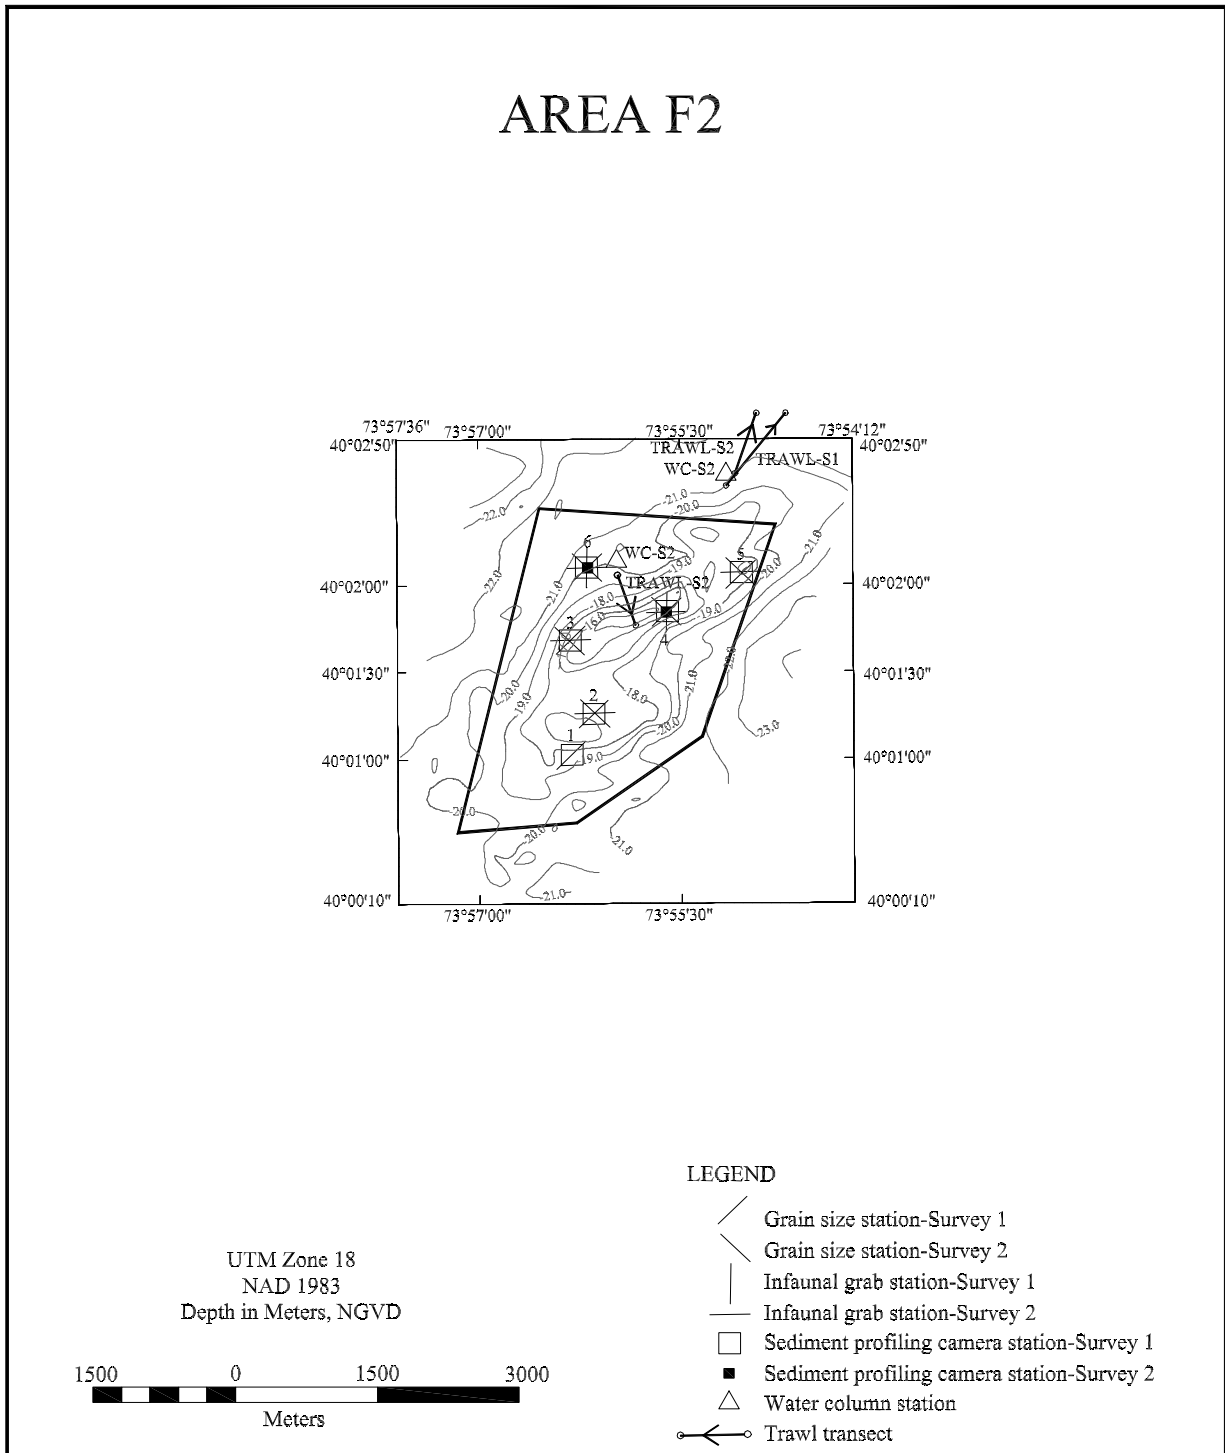 AREA F2
73°57'36" 73°57'00" 73°55'30" 73°54'12"
40°02'50" 40°02'50"
TRAWL-S2
TRAWL-S1
WC-S2
-21.0
-20.0
-22.0
-21.0
6
WC-S2
5
-19.0
-20.0
40°02'00" TRAWL-S2 40°02'00"
-22.0
-21.0
-18.0
-19.0
3
-16.0
4
-22.0
40°01'30" 40°01'30"
-20.0
-21.0
2
-18.0
-19.0
-20.0
-23.0
1
40°01'00" -19.0 40°01'00"
-20.0
-20.0
-21.0
-21.0
40°00'10" 40°00'10"
73°57'00" 73°55'30"
LEGEND
Grain size station-Survey 1
Grain size station-Survey 2
Infaunal grab station-Survey 1
Infaunal grab station-Survey 2
Sediment profiling camera station-Survey 1
Sediment profiling camera station-Survey 2
Water column station
Trawl transect
UTM Zone 18
NAD 1983
Depth in Meters, NGVD
1500 0 1500 3000
Meters